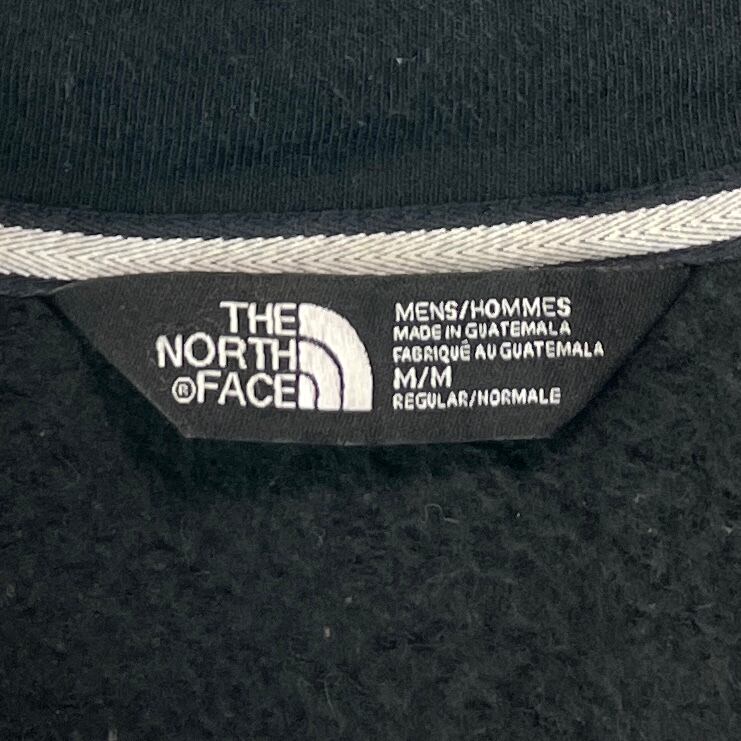 THE
NORTH
®FACE
MENS/HOMMES
MADE IN GUATEMALA
FABRIQUÉ AU GUATEMALA
M/M
REGULAR/NORMALE